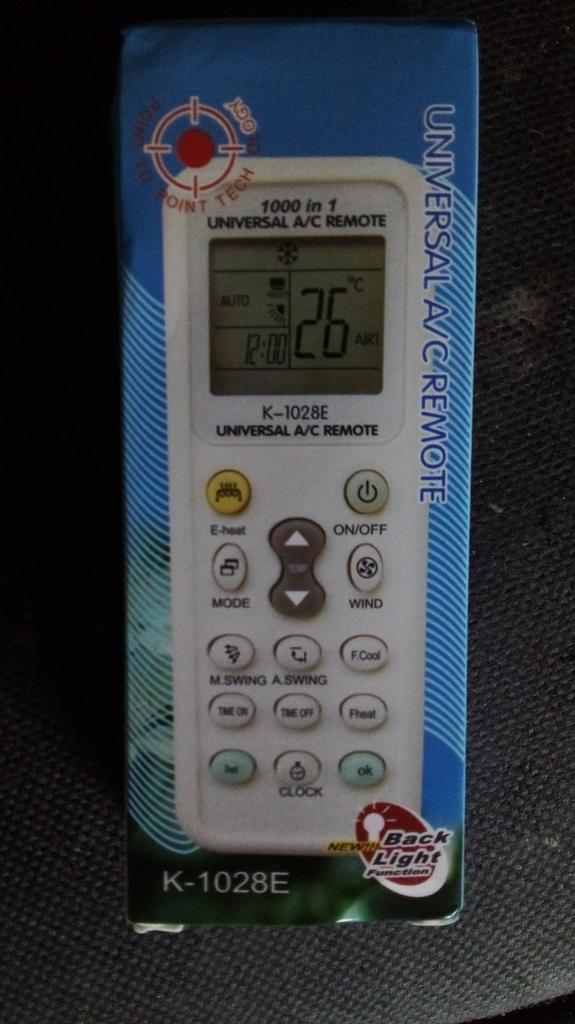 POINT TO POINT TECH
OLOGY
UNIVERSAL A/C REMOTE
1000 in 1
UNIVERSAL A/C REMOTE
AUTO
26 °C
12:00
AIR1
K-1028E
UNIVERSAL A/C REMOTE
E-heat
ON/OFF
TEMP
MODE
WIND
F.Cool
M.SWING A.SWING
TIME ON
TIME OFF
Fheat
Set
ok
CLOCK
NEW!!! Back
Light
Function
K-1028E